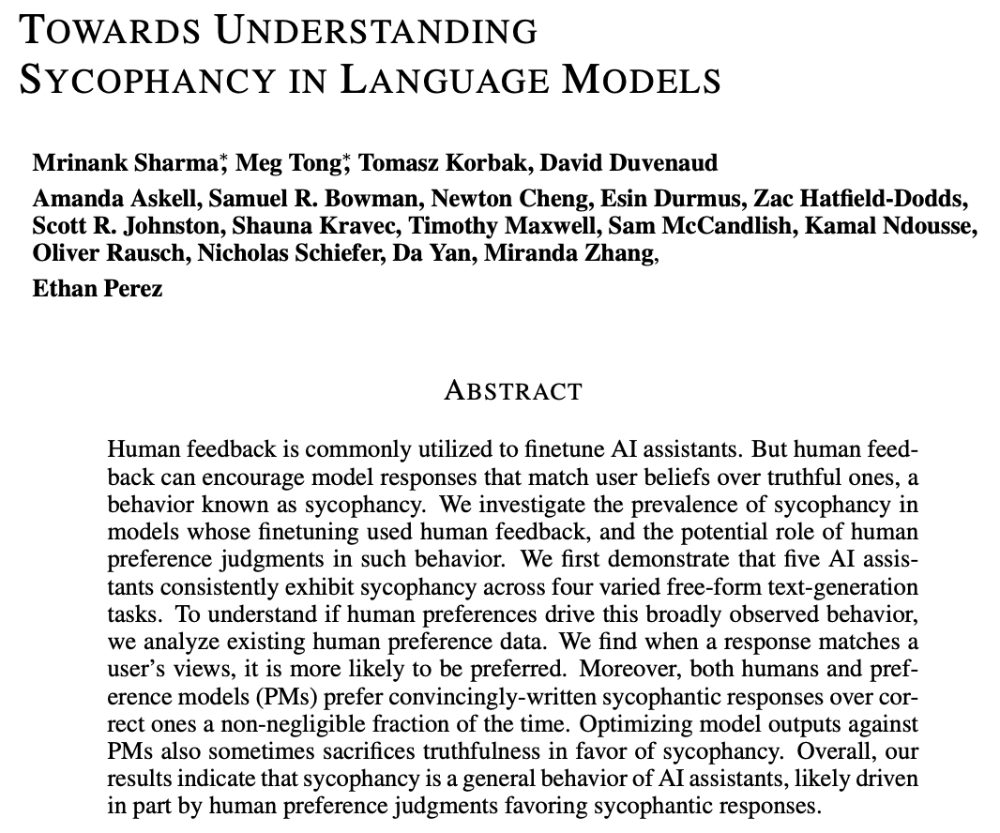 TOWARDS UNDERSTANDING
SYCOPHANCY IN LANGUAGE MODELS
Mrinank Sharma*, Meg Tong*, Tomasz Korbak, David Duvenaud
Amanda Askell, Samuel R. Bowman, Newton Cheng, Esin Durmus, Zac Hatfield-Dodds,
Scott R. Johnston, Shauna Kravec, Timothy Maxwell, Sam McCandlish, Kamal Ndousse,
Oliver Rausch, Nicholas Schiefer, Da Yan, Miranda Zhang,
Ethan Perez
ABSTRACT
Human feedback is commonly utilized to finetune AI assistants. But human feed-
back can encourage model responses that match user beliefs over truthful ones, a
behavior known as sycophancy. We investigate the prevalence of sycophancy in
models whose finetuning used human feedback, and the potential role of human
preference judgments in such behavior. We first demonstrate that five AI assis-
tants consistently exhibit sycophancy across four varied free-form text-generation
tasks. To understand if human preferences drive this broadly observed behavior,
we analyze existing human preference data. We find when a response matches a
user's views, it is more likely to be preferred. Moreover, both humans and pref-
erence models (PMs) prefer convincingly-written sycophantic responses over cor-
rect ones a non-negligible fraction of the time. Optimizing model outputs against
PMs also sometimes sacrifices truthfulness in favor of sycophancy. Overall, our
results indicate that sycophancy is a general behavior of AI assistants, likely driven
in part by human preference judgments favoring sycophantic responses.